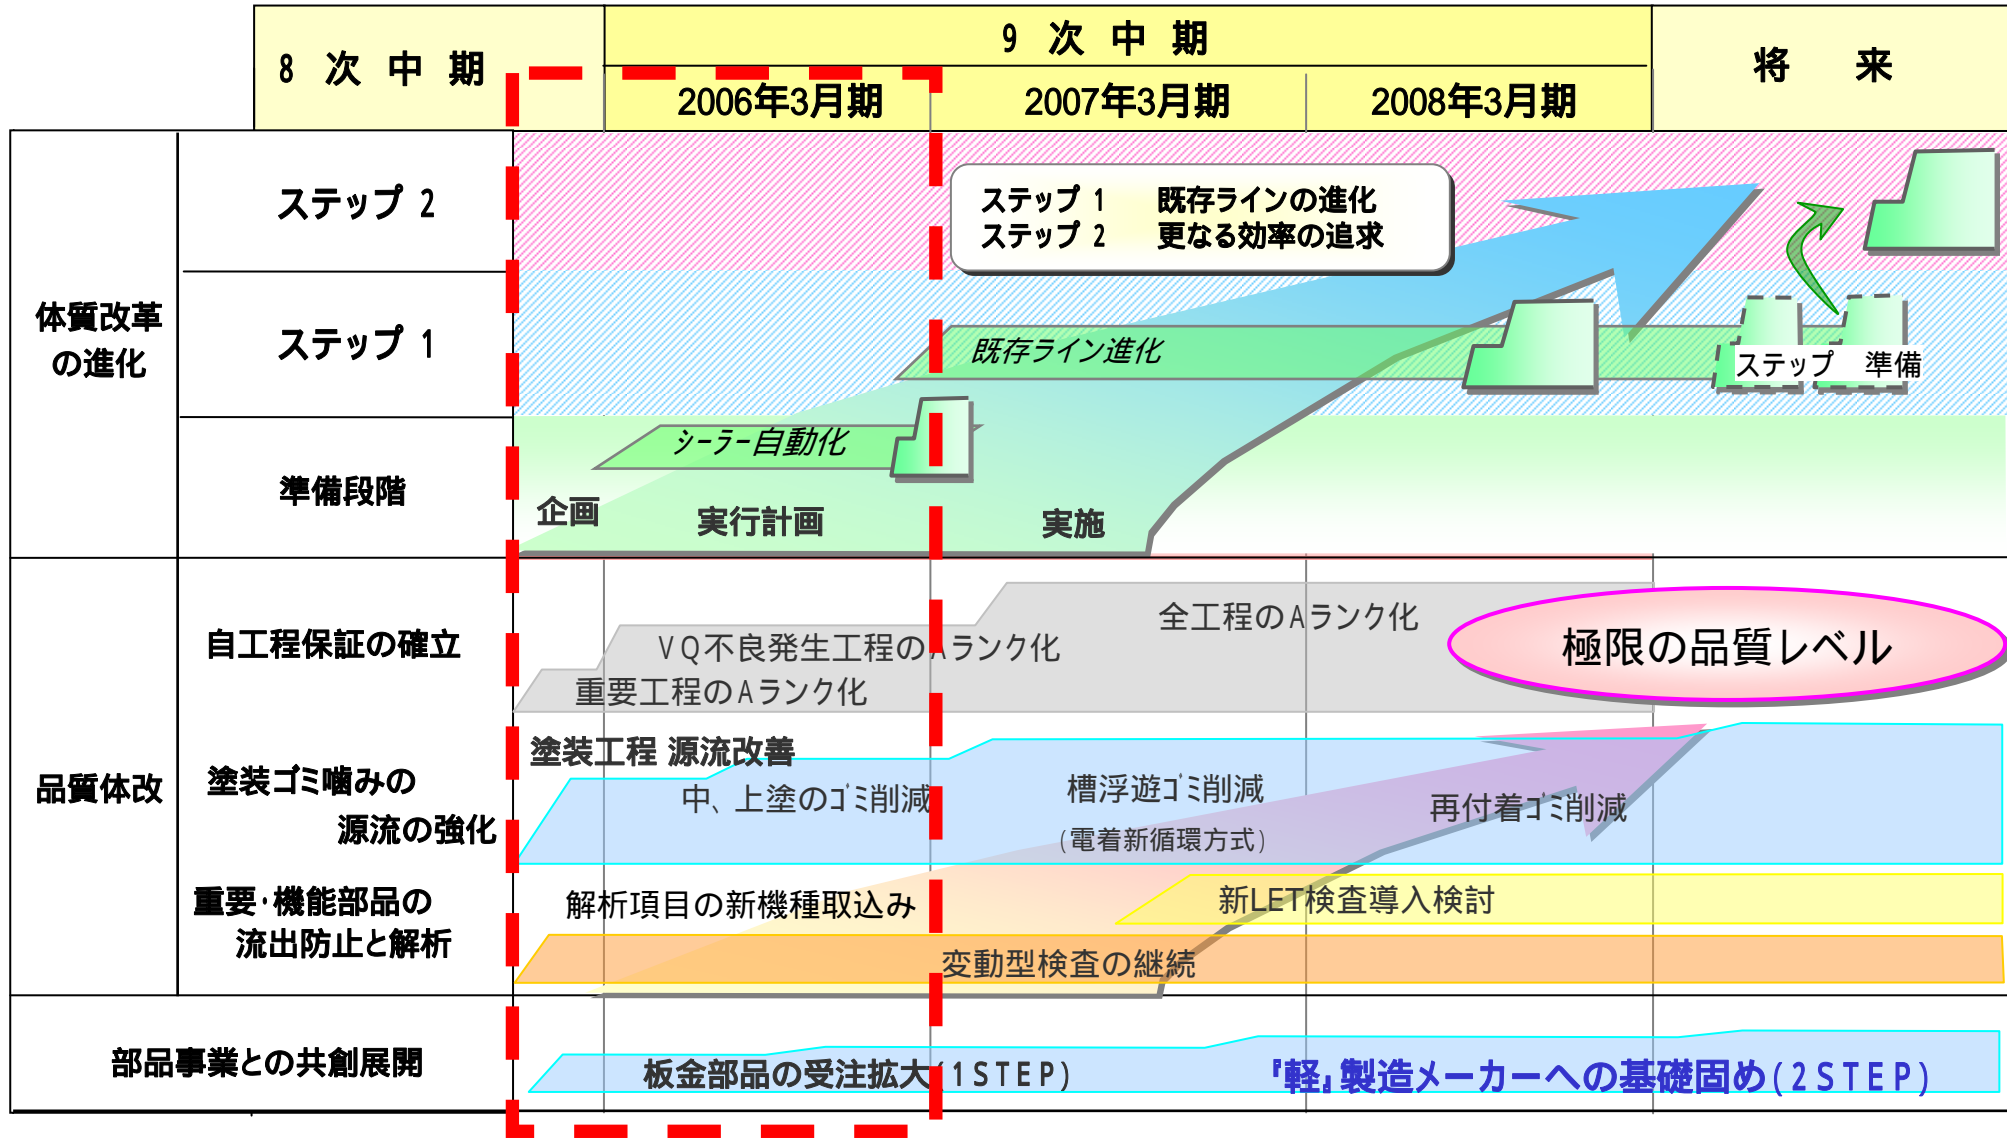 8 次 中 期
9 次 中 期
将 来
2006年3月期
2007年3月期
2008年3月期
体質改革
の進化
ステップ 2
ステップ 1 既存ラインの進化
ステップ 2 更なる効率の追求
ステップ 1
既存ライン進化
ステップ 準備
準備段階
シーラー自動化
企画
実行計画
実施
品質体改
自工程保証の確立
全工程のAランク化
VQ不良発生工程のAランク化
重要工程のAランク化
極限の品質レベル
塗装ゴミ噛みの
源流の強化
塗装工程 源流改善
中、上塗のゴミ削減
槽浮遊ゴミ削減
(電着新循環方式)
再付着ゴミ削減
重要・機能部品の
流出防止と解析
解析項目の新機種取込み
新LET検査導入検討
変動型検査の継続
部品事業との共創展開
板金部品の受注拡大(1STEP)
『軽』製造メーカーへの基礎固め(2STEP)